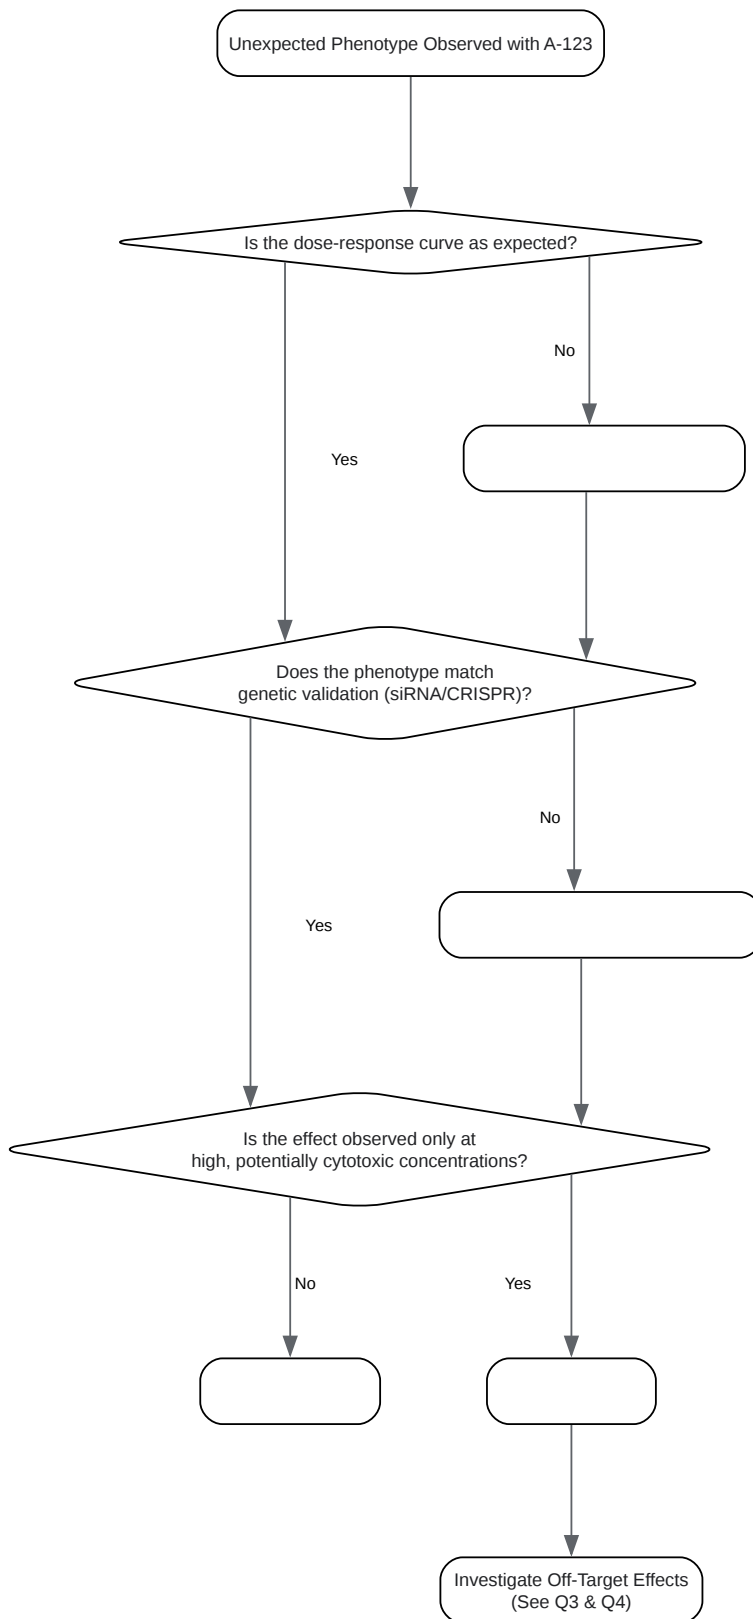 Unexpected Phenotype Observed with A-123
Is the dose-response curve as expected?
No
Yes
Does the phenotype match
genetic validation (siRNA/CRISPR)?
No
Yes
Is the effect observed only at
high, potentially cytotoxic concentrations?
No
Yes
Investigate Off-Target Effects
(See Q3 & Q4)